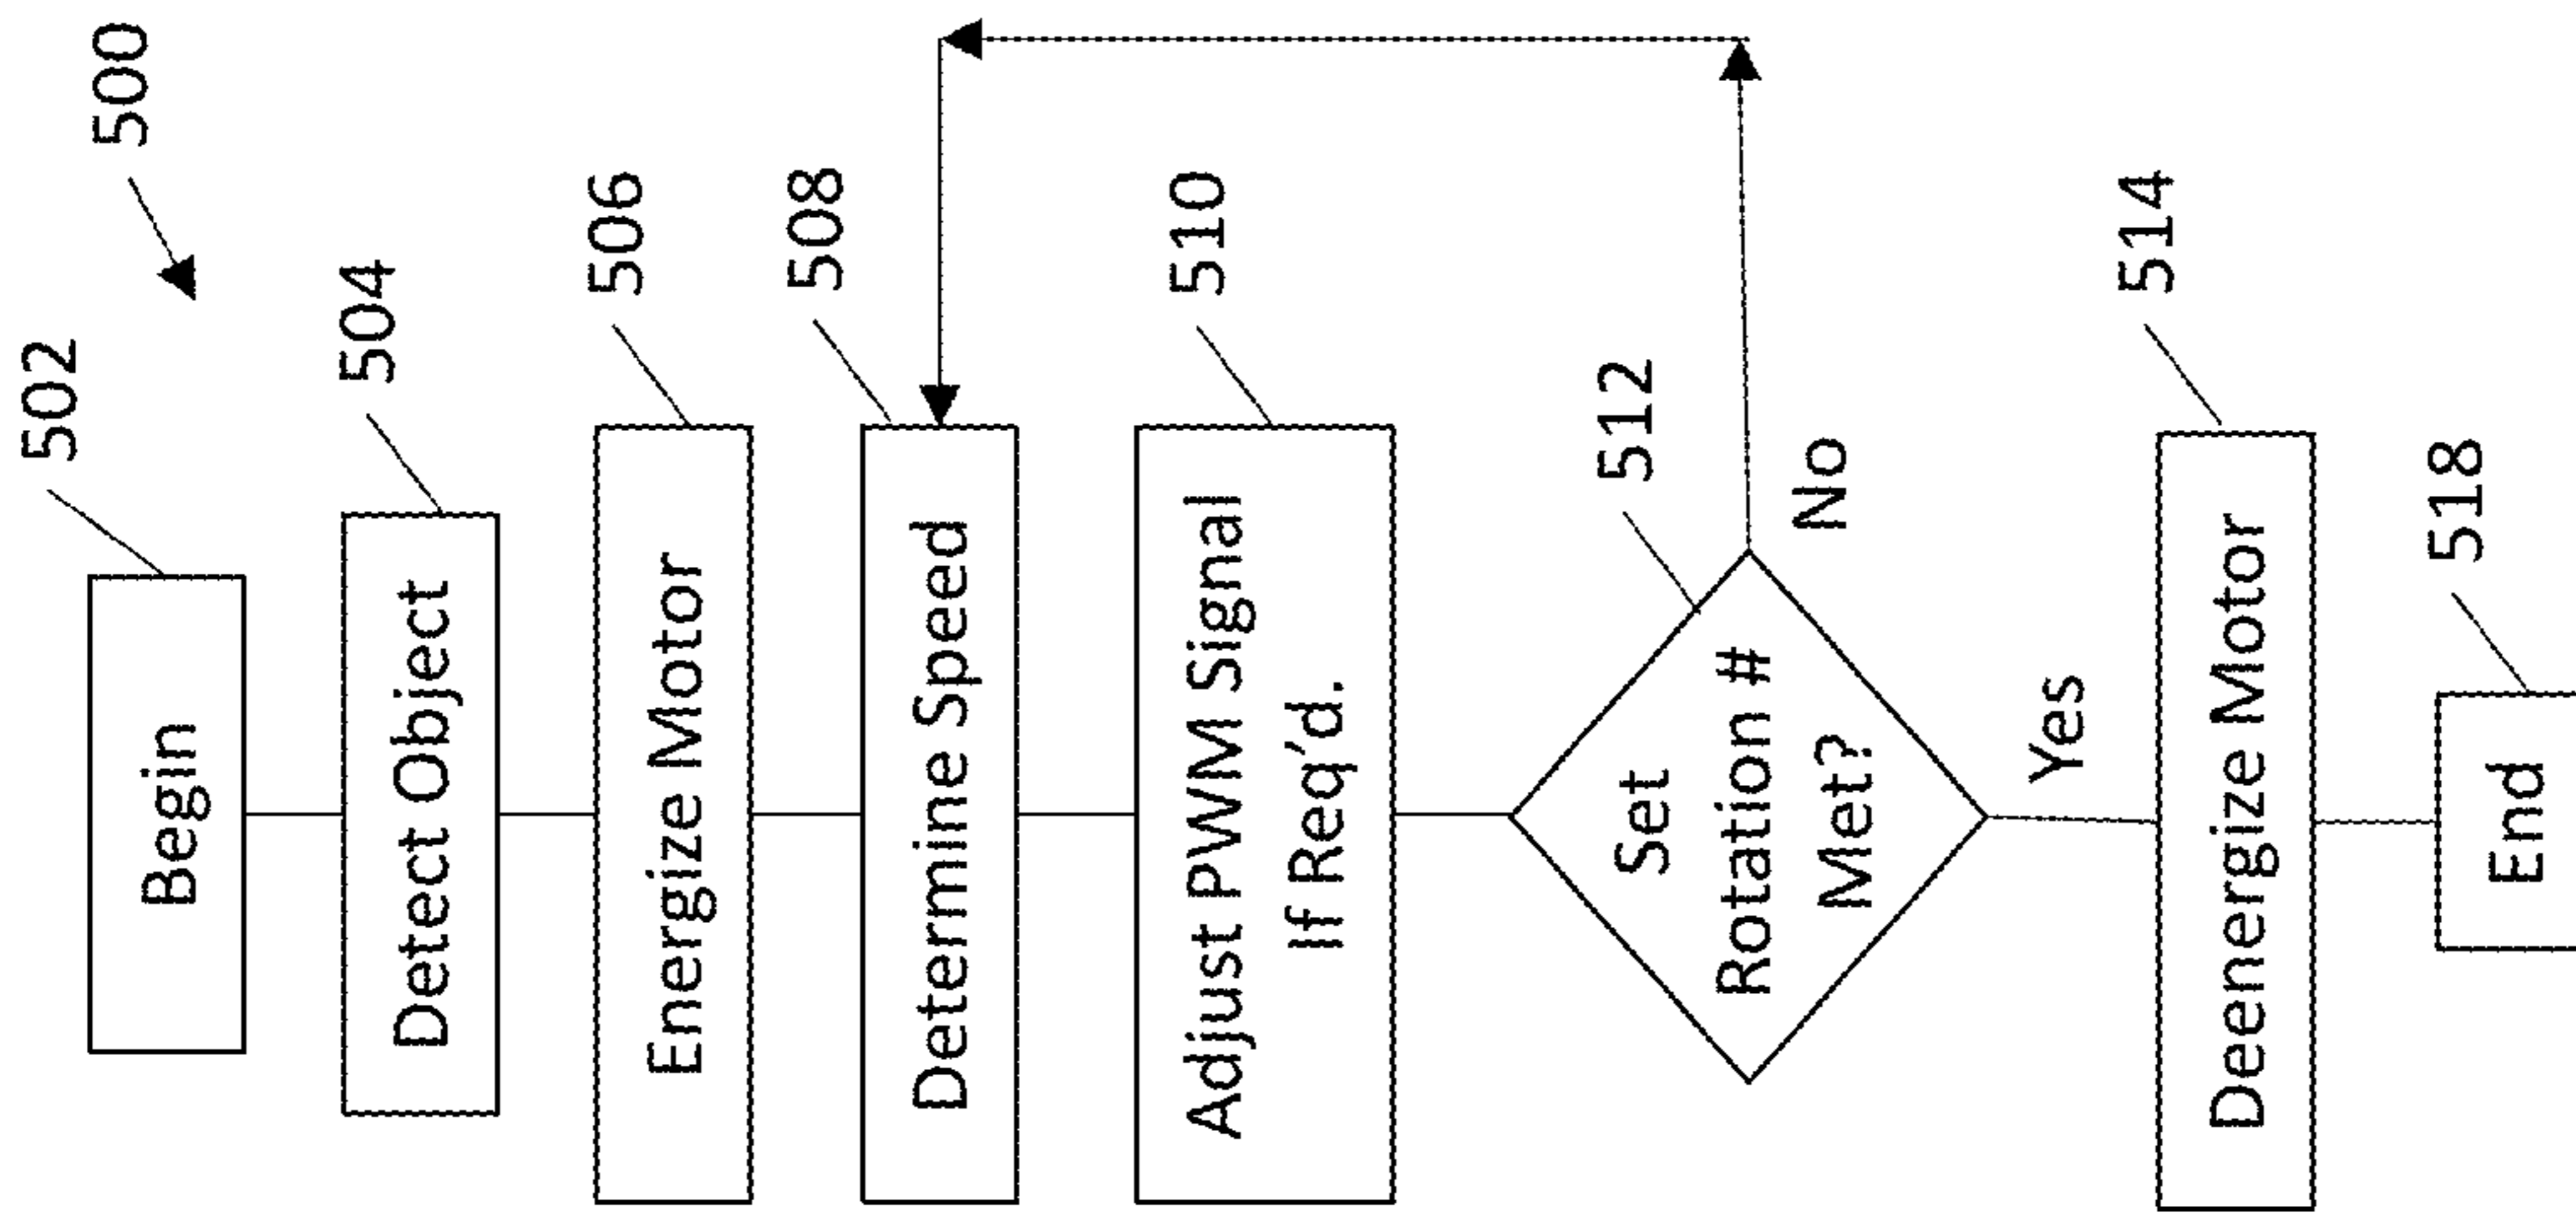 500
502
Begin
504
Detect Object
506
Energize Motor
508
Determine Speed
510
Adjust PWM Signal
If Req'd.
512
Set
Rotation #
Met?
No
Yes
514
Deenergize Motor
518
End